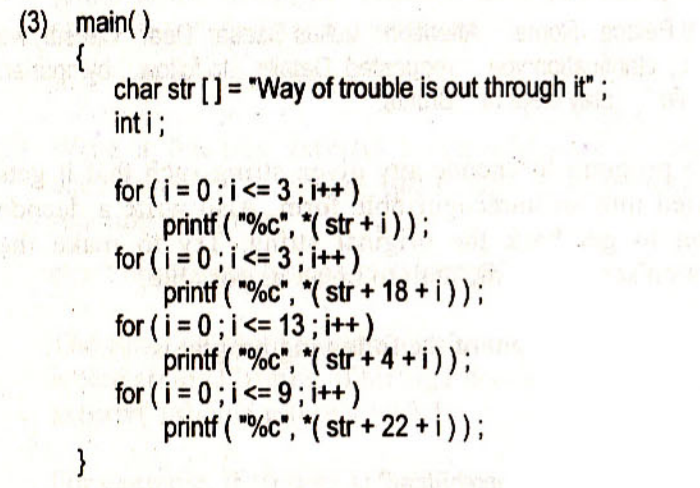 (3) main( )
{
char str [ ] = "Way of trouble is out through it" ;
int i ;
for ( i = 0 ; i <= 3 ; i++ )
printf ( "%c", *( str + i ) ) ;
for ( i = 0 ; i <= 3 ; i++ )
printf ( "%c", *( str + 18 + i ) ) ;
for ( i = 0 ; i <= 13 ; i++ )
printf ( "%c", *( str + 4 + i ) ) ;
for ( i = 0 ; i <= 9 ; i++ )
printf ( "%c", *( str + 22 + i ) ) ;
}